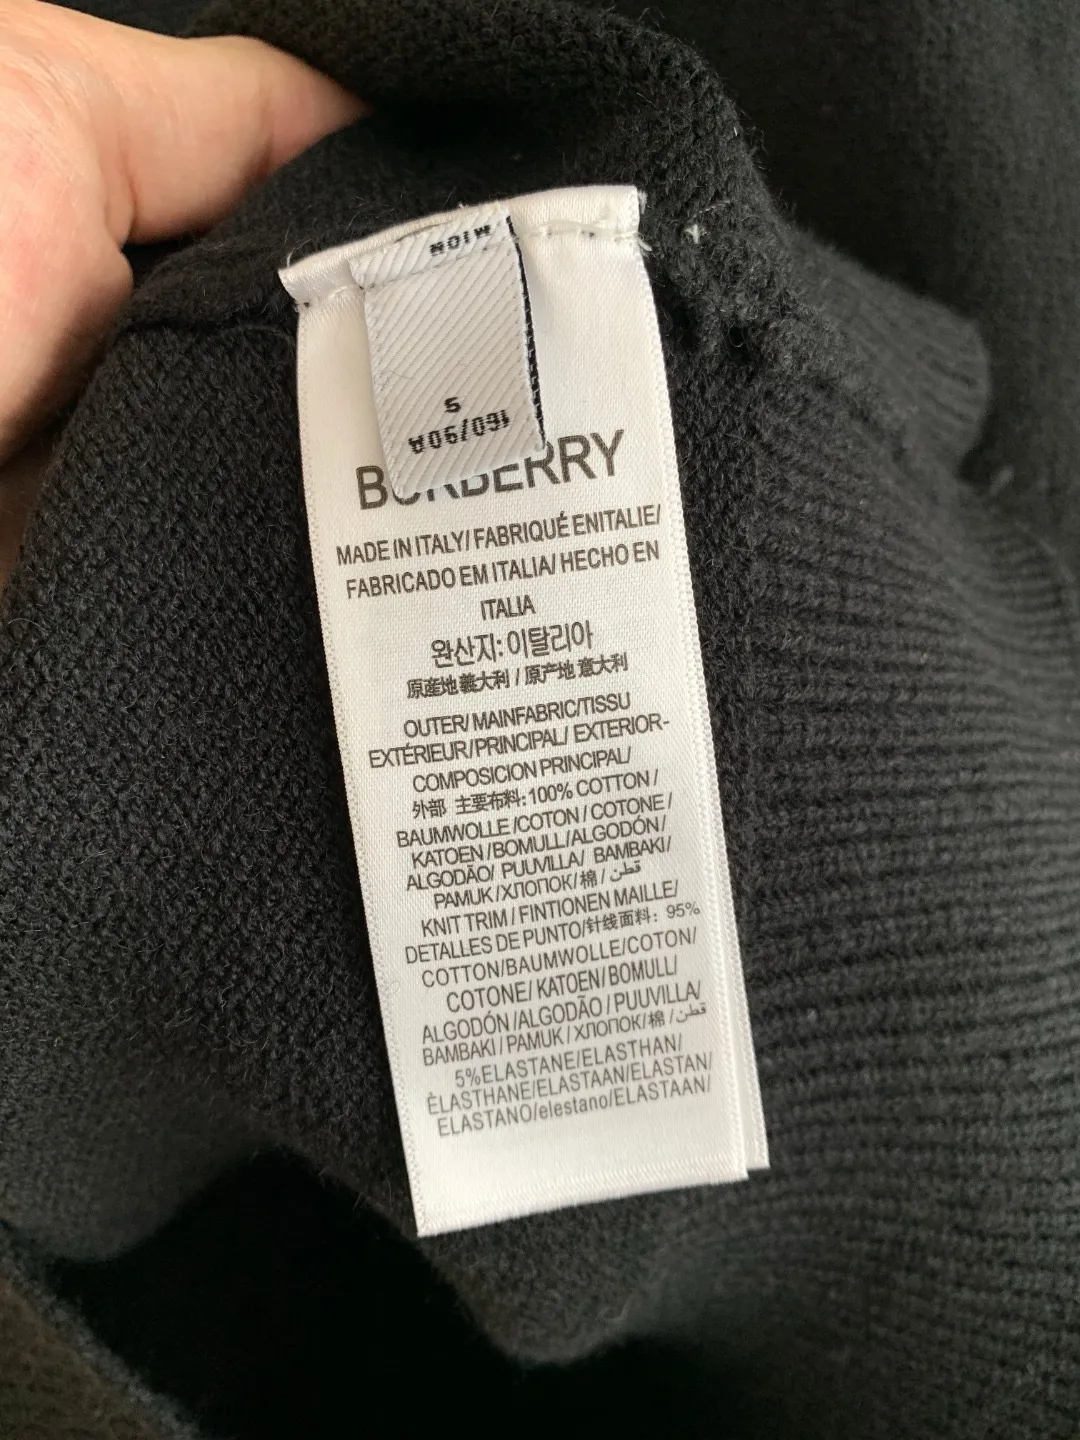 MION
S
160/90A
BURBERRY
MADE IN ITALY/ FABRIQUÉ ENITALIE/
FABRICADO EM ITALIA/ HECHO EN
ITALIA
완산지: 이탈리아
原産地 義大利 / 原产地 意大利
OUTER/ MAINFABRIC/TISSU
EXTÉRIEUR/PRINCIPAL/ EXTERIOR-
COMPOSICION PRINCIPAL/
外部 主要布料: 100% COTTON /
BAUMWOLLE /COTON / COTONE /
KATOEN /BOMULL/ALGODÓN/
ALGODÃO/ PUUVILLA/ BAMBAKI/
PAMUK / ХЛОПОК/ 棉 / قطن /
KNIT TRIM / FINTIONEN MAILLE/
DETALLES DE PUNTO/针线面料: 95%
COTTON/BAUMWOLLE/COTON/
COTONE/ KATOEN/BOMULL/
ALGODÓN /ALGODÃO / PUUVILLA/
BAMBAKI / PAMUK / ХЛОПОК/ 棉 / قطن /
5%ELASTANE/ELASTHAN/
ÈLASTHANE/ELASTAAN/ELASTAN/
ELASTANO/elestano/ELASTAAN/